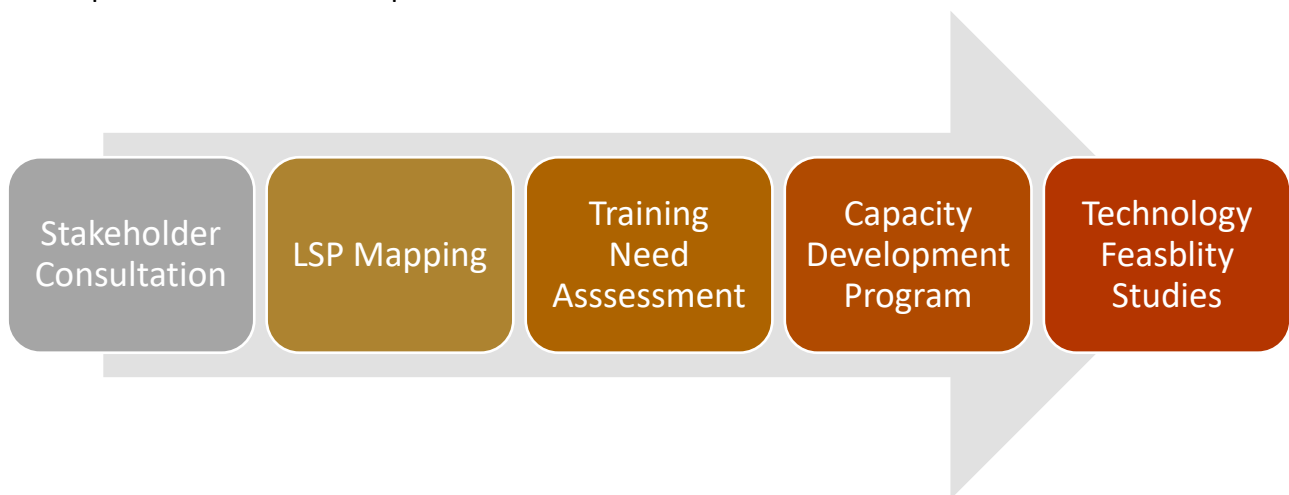 Stakeholder
Consultation
LSP Mapping
Training
Need
Asssessment
Capacity
Development
Program
Technology
Feasblity
Studies